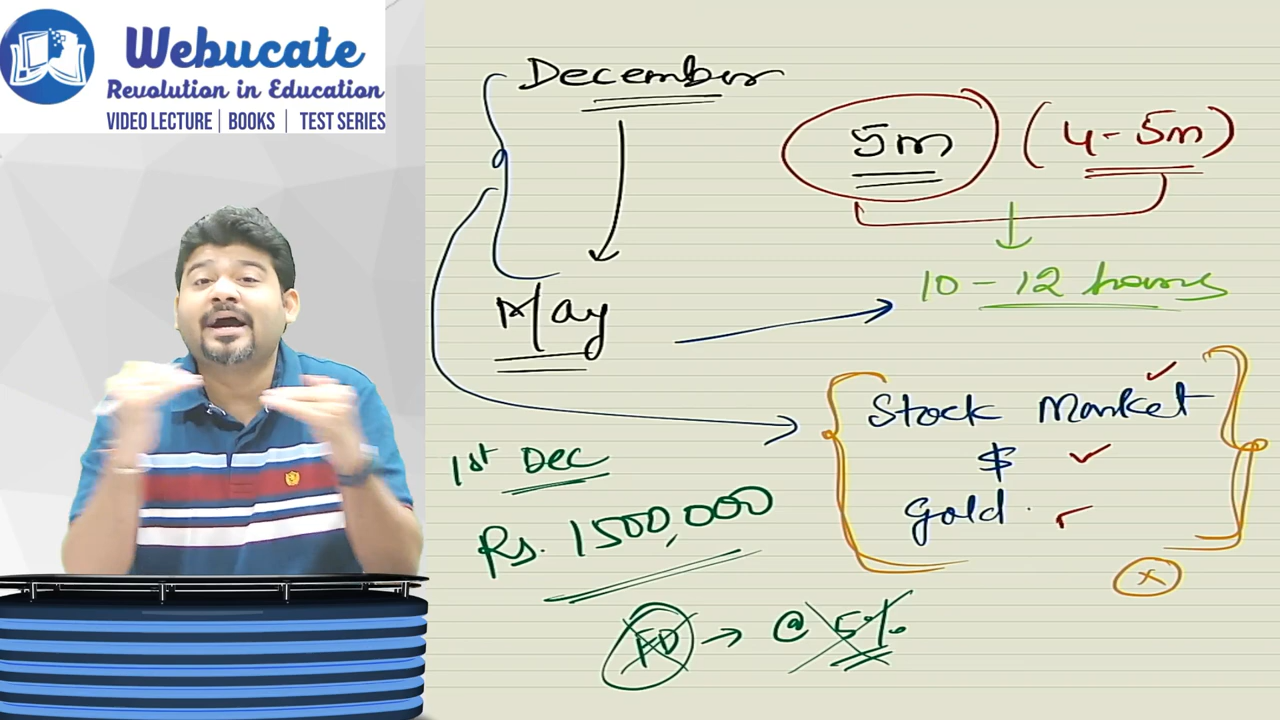 Webucate
Revolution in Education
VIDEO LECTURE | BOOKS | TEST SERIES
December
5m (4-5m)
10-12 hours
May
Stock Market
$
Gold.
1st Dec
Rs. 1500,000
FD → @ 5%
x